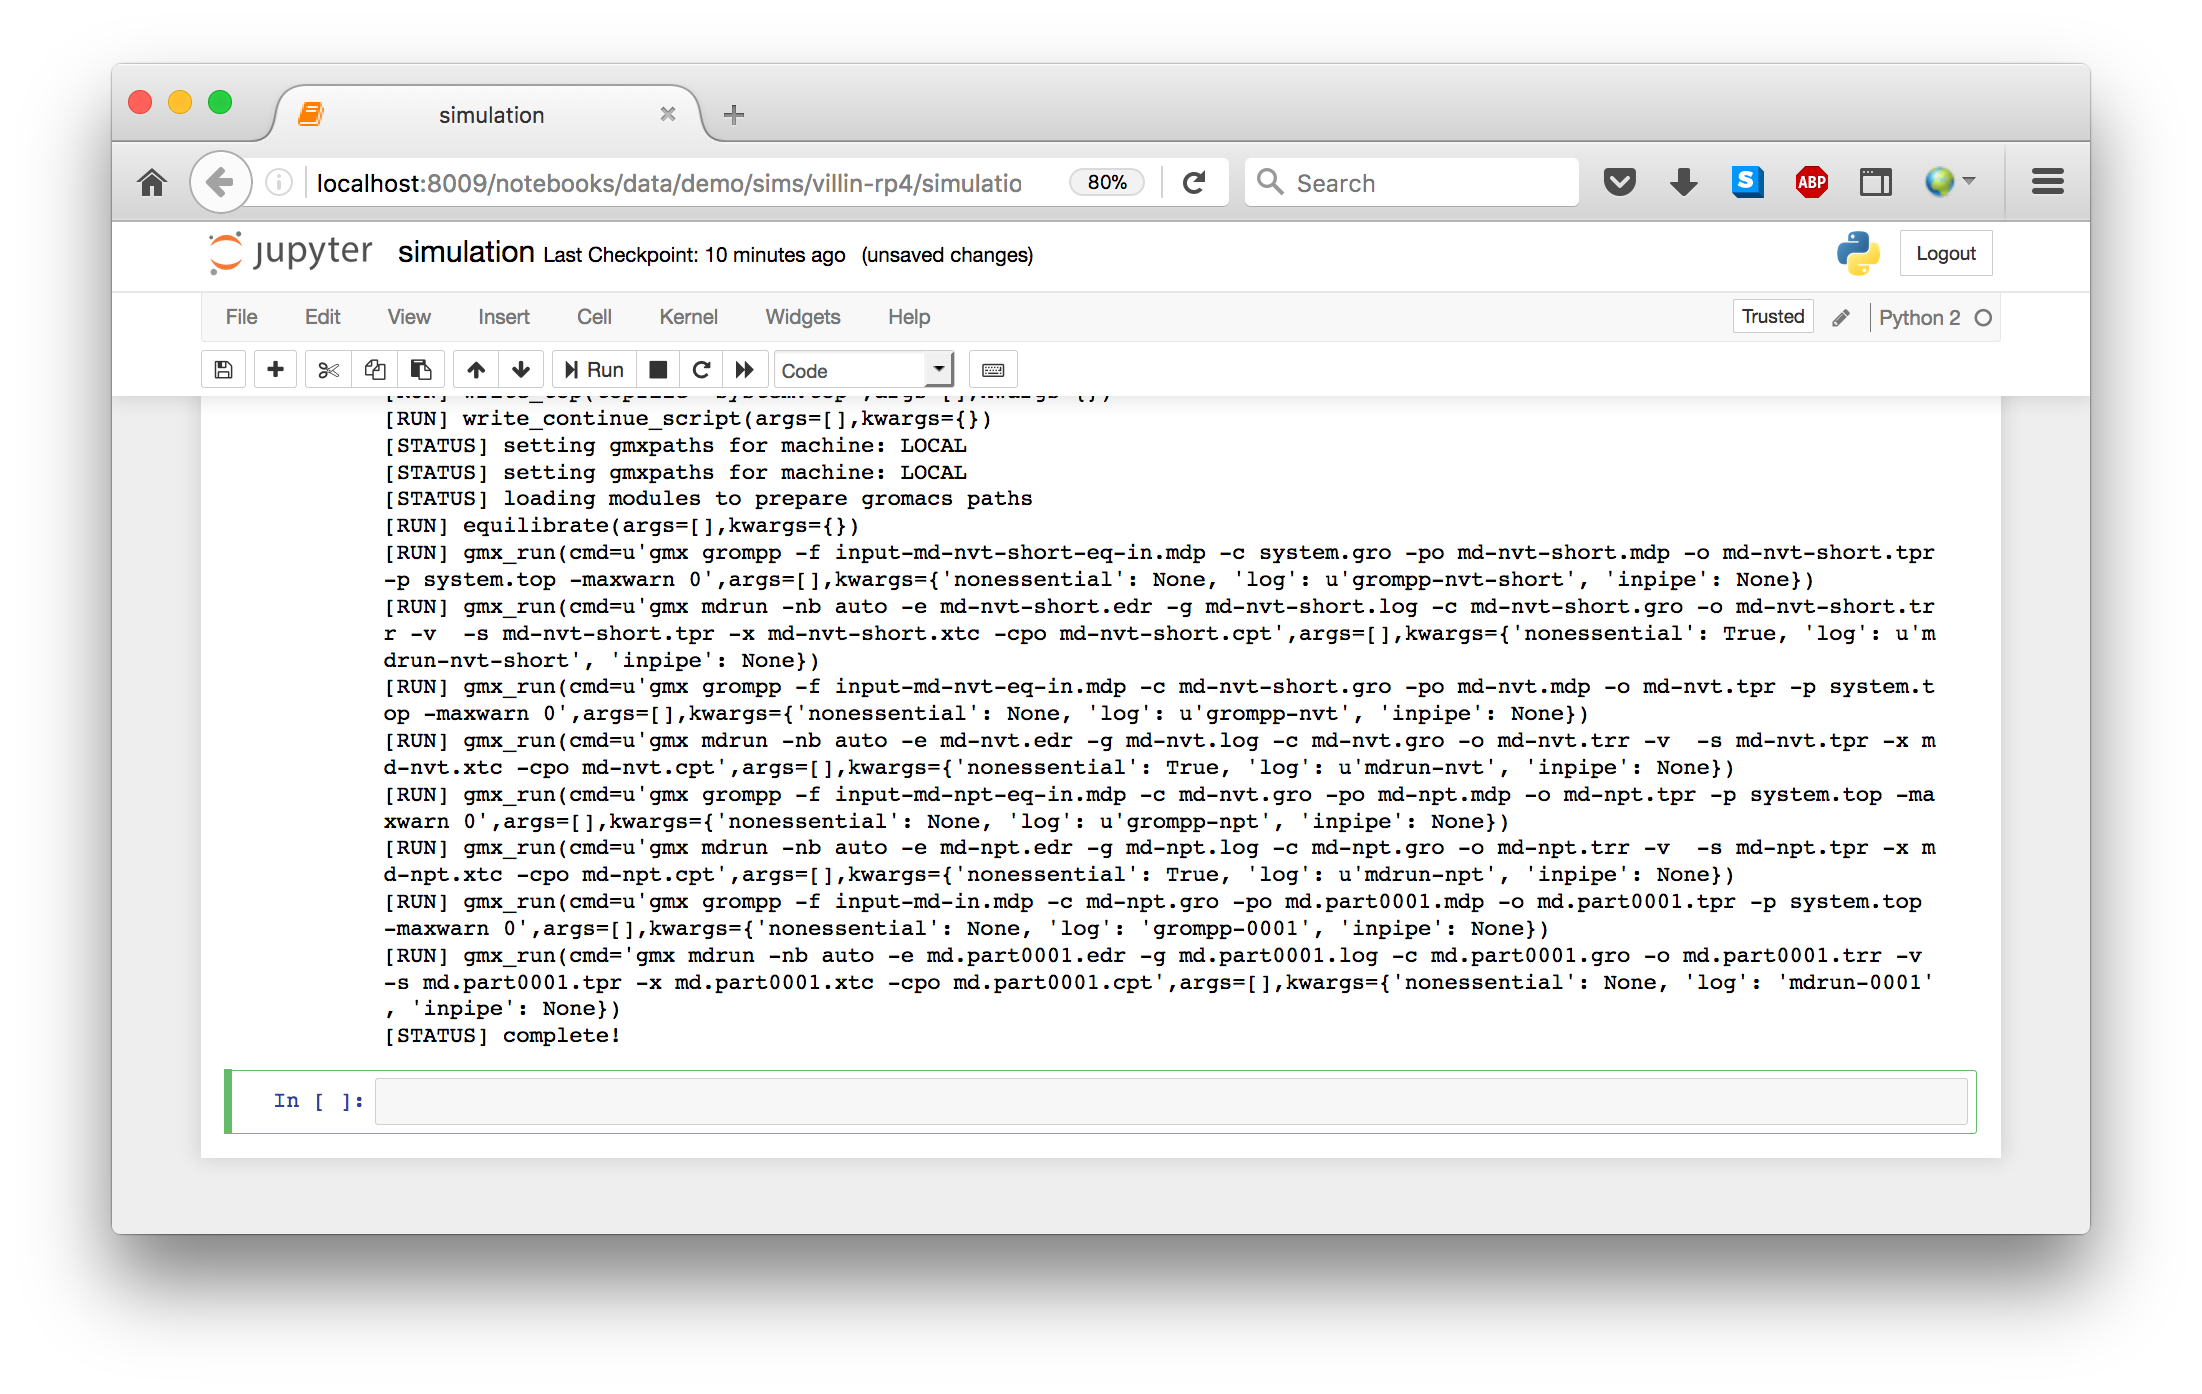 simulation
localhost:8009/notebooks/data/demo/sims/villin-rp4/simulatio
80%
Search
S
ABP
jupyter simulation Last Checkpoint: 10 minutes ago (unsaved changes)
Logout
File Edit View Insert Cell Kernel Widgets Help
Trusted
Python 2
Run
Code
[RUN] write_top(
[RUN] write_continue_script(args=[],kwargs={})
[STATUS] setting gmxpaths for machine: LOCAL
[STATUS] setting gmxpaths for machine: LOCAL
[STATUS] loading modules to prepare gromacs paths
[RUN] equilibrate(args=[],kwargs={})
[RUN] gmx_run(cmd=u'gmx grompp -f input-md-nvt-short-eq-in.mdp -c system.gro -po md-nvt-short.mdp -o md-nvt-short.tpr
-p system.top -maxwarn 0',args=[],kwargs={'nonessential': None, 'log': u'grompp-nvt-short', 'inpipe': None})
[RUN] gmx_run(cmd=u'gmx mdrun -nb auto -e md-nvt-short.edr -g md-nvt-short.log -c md-nvt-short.gro -o md-nvt-short.tr
r -v  -s md-nvt-short.tpr -x md-nvt-short.xtc -cpo md-nvt-short.cpt',args=[],kwargs={'nonessential': True, 'log': u'm
drun-nvt-short', 'inpipe': None})
[RUN] gmx_run(cmd=u'gmx grompp -f input-md-nvt-eq-in.mdp -c md-nvt-short.gro -po md-nvt.mdp -o md-nvt.tpr -p system.t
op -maxwarn 0',args=[],kwargs={'nonessential': None, 'log': u'grompp-nvt', 'inpipe': None})
[RUN] gmx_run(cmd=u'gmx mdrun -nb auto -e md-nvt.edr -g md-nvt.log -c md-nvt.gro -o md-nvt.trr -v  -s md-nvt.tpr -x m
d-nvt.xtc -cpo md-nvt.cpt',args=[],kwargs={'nonessential': True, 'log': u'mdrun-nvt', 'inpipe': None})
[RUN] gmx_run(cmd=u'gmx grompp -f input-md-npt-eq-in.mdp -c md-nvt.gro -po md-npt.mdp -o md-npt.tpr -p system.top -ma
xwarn 0',args=[],kwargs={'nonessential': None, 'log': u'grompp-npt', 'inpipe': None})
[RUN] gmx_run(cmd=u'gmx mdrun -nb auto -e md-npt.edr -g md-npt.log -c md-npt.gro -o md-npt.trr -v  -s md-npt.tpr -x m
d-npt.xtc -cpo md-npt.cpt',args=[],kwargs={'nonessential': True, 'log': u'mdrun-npt', 'inpipe': None})
[RUN] gmx_run(cmd=u'gmx grompp -f input-md-in.mdp -c md-npt.gro -po md.part0001.mdp -o md.part0001.tpr -p system.top
-maxwarn 0',args=[],kwargs={'nonessential': None, 'log': 'grompp-0001', 'inpipe': None})
[RUN] gmx_run(cmd='gmx mdrun -nb auto -e md.part0001.edr -g md.part0001.log -c md.part0001.gro -o md.part0001.trr -v
-s md.part0001.tpr -x md.part0001.xtc -cpo md.part0001.cpt',args=[],kwargs={'nonessential': None, 'log': 'mdrun-0001'
, 'inpipe': None})
[STATUS] complete!
In [ ]: